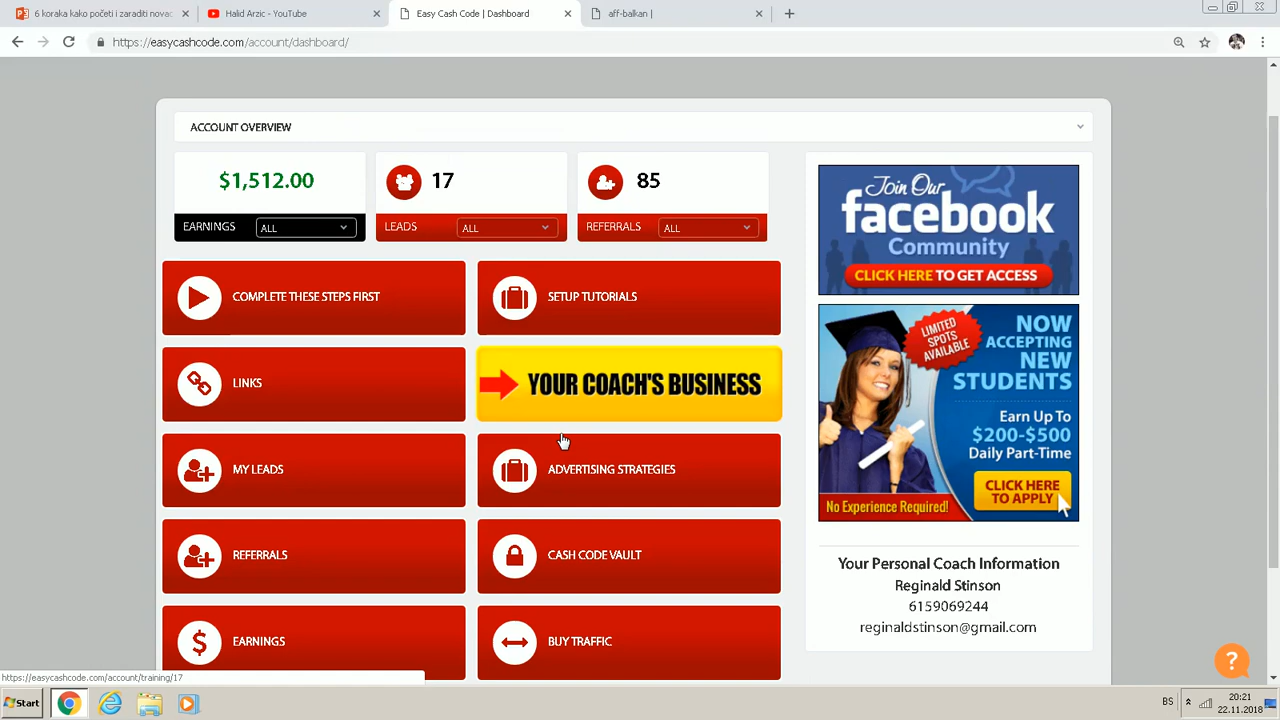 6 koraka kako početi i zaraditi novac
Halid Arzic - YouTube
Easy Cash Code | Dashboard
aff-balkan |
https://easycashcode.com/account/dashboard/
ACCOUNT OVERVIEW
$1,512.00
17
85
EARNINGS ALL
LEADS ALL
REFERRALS ALL
COMPLETE THESE STEPS FIRST
SETUP TUTORIALS
LINKS
YOUR COACH'S BUSINESS
MY LEADS
ADVERTISING STRATEGIES
REFERRALS
CASH CODE VAULT
EARNINGS
BUY TRAFFIC
Join Our
facebook
Community
CLICK HERE TO GET ACCESS
LIMITED
SPOTS
AVAILABLE
NOW
ACCEPTING
NEW
STUDENTS
Earn Up To
$200-$500
Daily Part-Time
CLICK HERE
TO APPLY
No Experience Required!
Your Personal Coach Information
Reginald Stinson
6159069244
reginaldstinson@gmail.com
?
https://easycashcode.com/account/training/17
Start
BS
20:21
22.11.2018